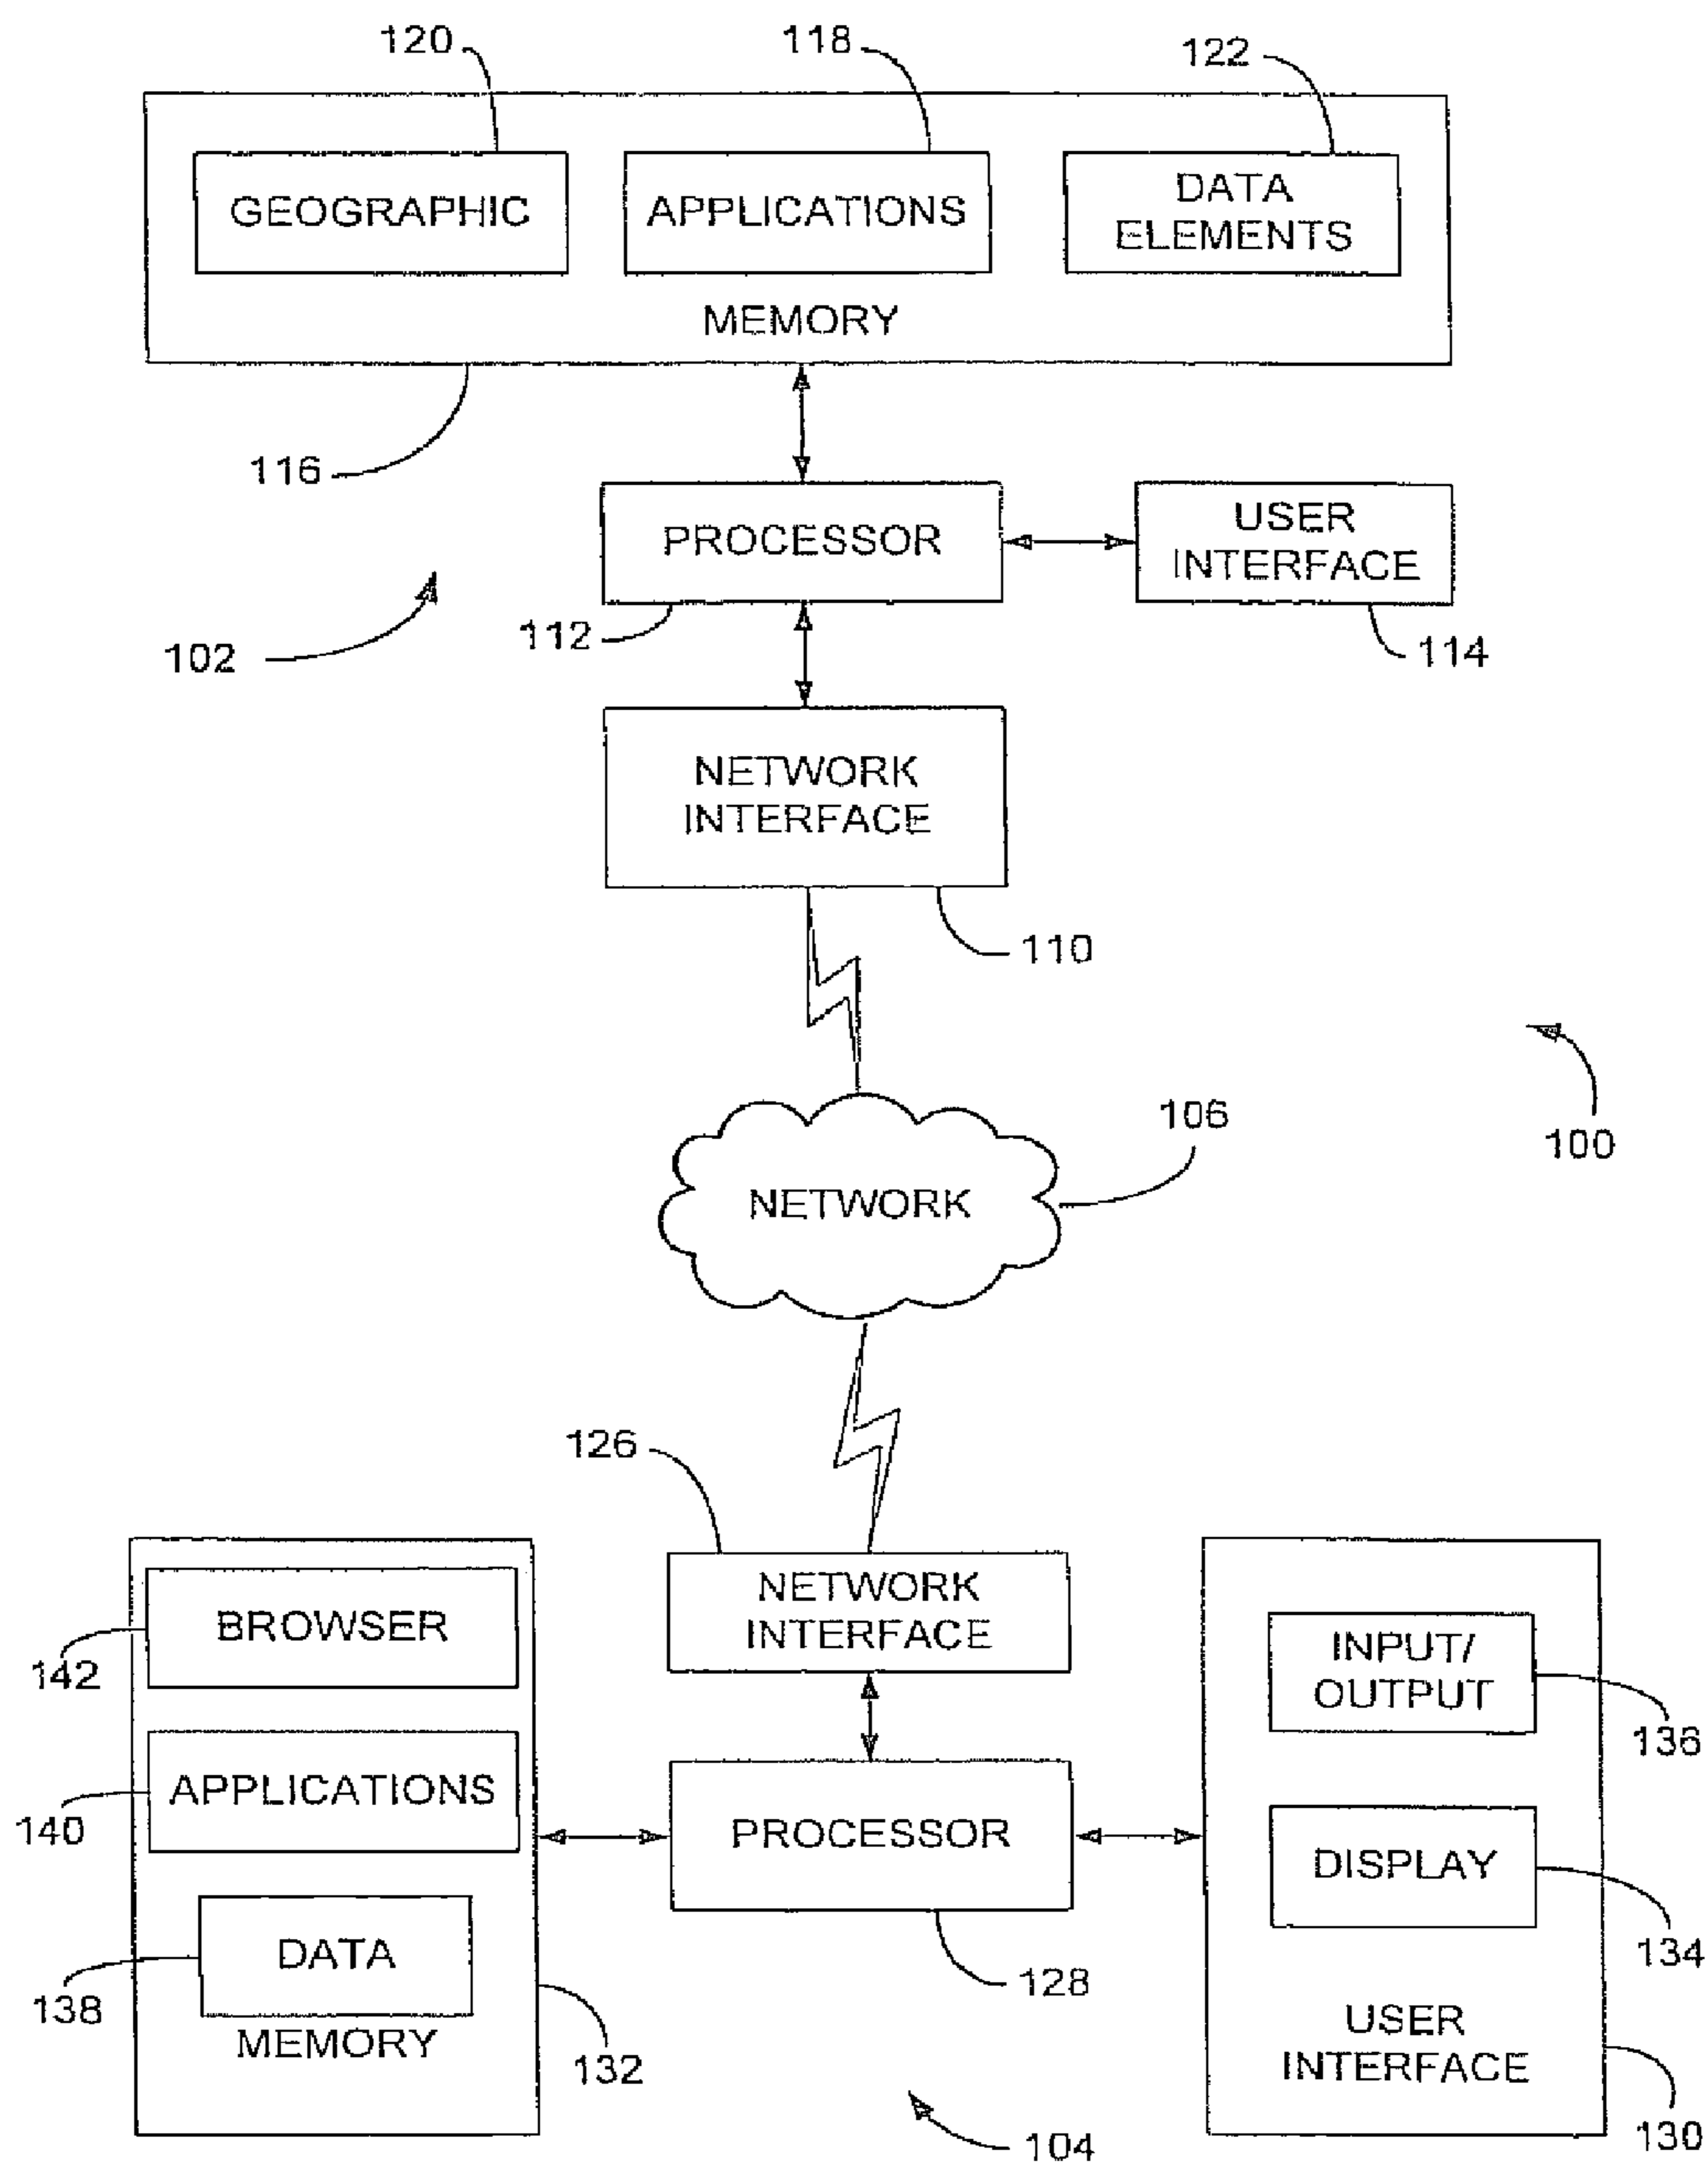 120
118
122
GEOGRAPHIC
APPLICATIONS
DATA
ELEMENTS
MEMORY
116
PROCESSOR
USER
INTERFACE
112
114
102
NETWORK
INTERFACE
110
100
106
NETWORK
126
NETWORK
INTERFACE
BROWSER
142
INPUT/
OUTPUT
136
APPLICATIONS
140
PROCESSOR
DISPLAY
134
DATA
138
128
MEMORY
132
USER
INTERFACE
130
104